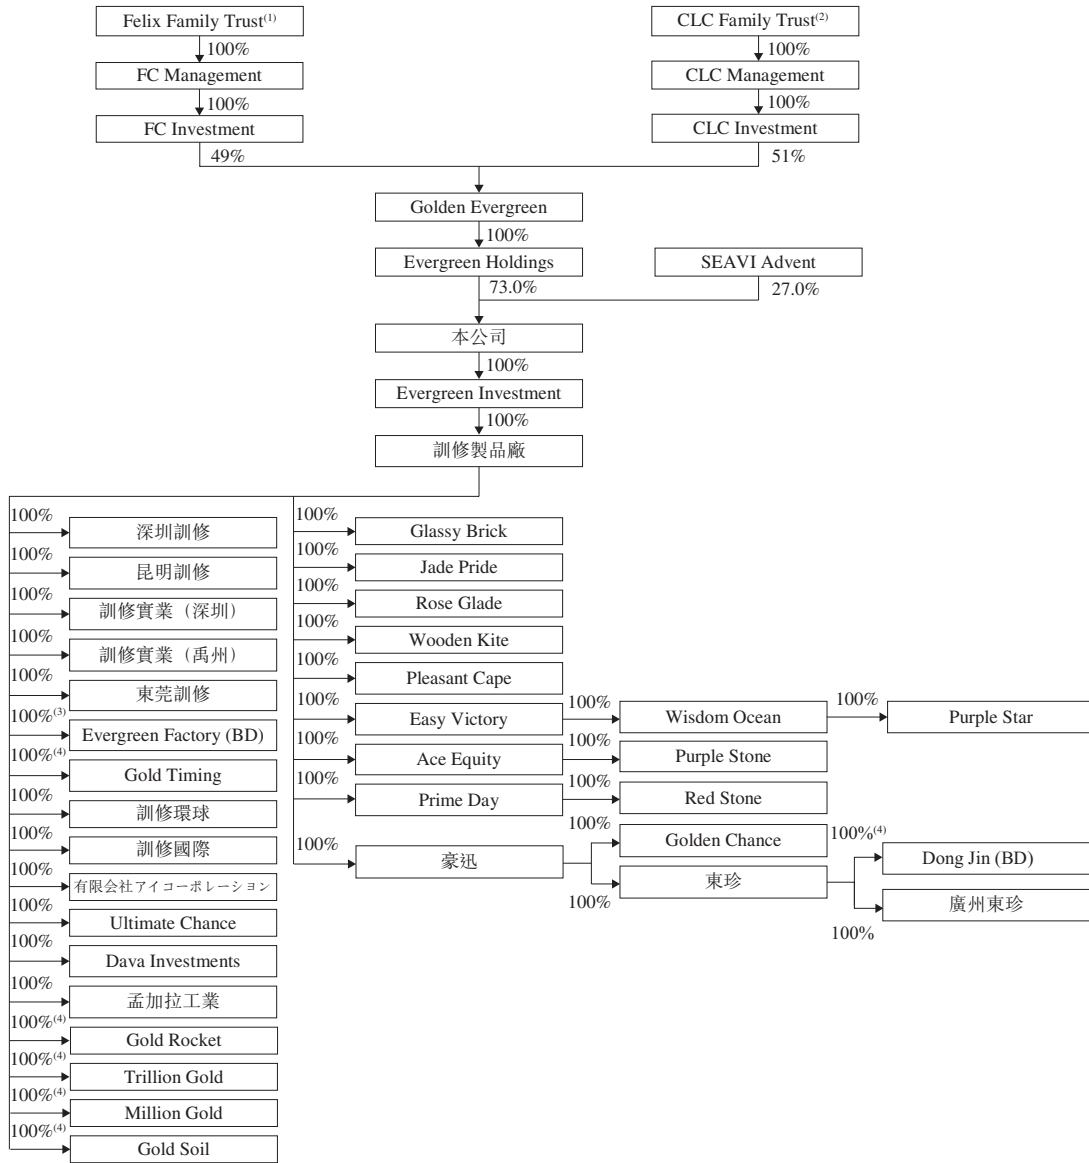 Felix Family Trust(1)
CLC Family Trust(2)
100%
100%
FC Management
CLC Management
100%
100%
FC Investment
CLC Investment
49%
51%
Golden Evergreen
100%
Evergreen Holdings
SEAVI Advent
73.0%
27.0%
本公司
100%
Evergreen Investment
100%
訓修製品廠
100%
深圳訓修
100%
昆明訓修
100%
訓修實業（深圳）
100%
訓修實業（禹州）
100%
東莞訓修
100%(3)
Evergreen Factory (BD)
100%(4)
Gold Timing
100%
訓修環球
100%
訓修國際
100%
有限会社アイコーポレーション
100%
Ultimate Chance
100%
Dava Investments
100%
孟加拉工業
100%(4)
Gold Rocket
100%(4)
Trillion Gold
100%(4)
Million Gold
100%(4)
Gold Soil
100%
Glassy Brick
100%
Jade Pride
100%
Rose Glade
100%
Wooden Kite
100%
Pleasant Cape
100%
Easy Victory
100%
Wisdom Ocean
100%
Purple Star
100%
Ace Equity
100%
Purple Stone
100%
Prime Day
100%
Red Stone
100%
豪迅
100%
Golden Chance
100%
東珍
100%(4)
Dong Jin (BD)
100%
廣州東珍